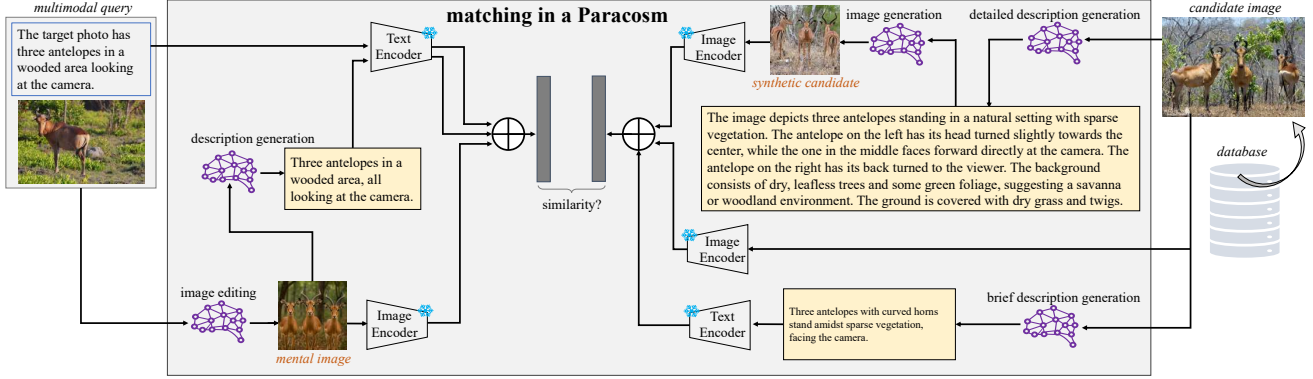 multimodal query
The target photo has
three antelopes in a
wooded area looking
at the camera.
matching in a Paracosm
Text
Encoder
description generation
Three antelopes in a
wooded area, all
looking at the camera.
image editing
mental image
Image
Encoder
similarity?
Image
Encoder
synthetic candidate
image generation
detailed description generation
candidate image
The image depicts three antelopes standing in a natural setting with sparse
vegetation. The antelope on the left has its head turned slightly towards the
center, while the one in the middle faces forward directly at the camera. The
antelope on the right has its back turned to the viewer. The background
consists of dry, leafless trees and some green foliage, suggesting a savanna
or woodland environment. The ground is covered with dry grass and twigs.
database
Image
Encoder
Text
Encoder
Three antelopes with curved horns
stand amidst sparse vegetation,
facing the camera.
brief description generation